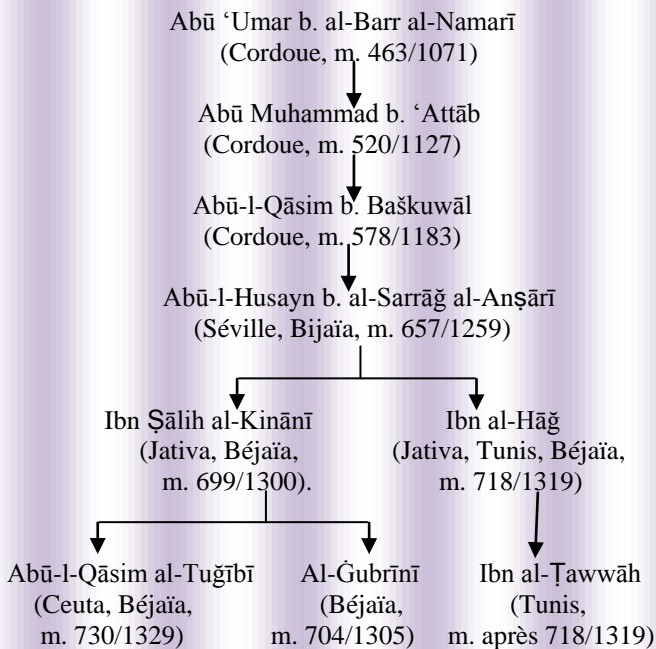 Abū ‘Umar b. al-Barr al-Namarī
(Cordoue, m. 463/1071)
Abū Muhammad b. ‘Attāb
(Cordoue, m. 520/1127)
Abū-l-Qāsim b. Baškuwāl
(Cordoue, m. 578/1183)
Abū-l-Husayn b. al-Sarrāğ al-Anṣārī
(Séville, Bijaïa, m. 657/1259)
Ibn Ṣālih al-Kinānī
(Jativa, Béjaïa,
m. 699/1300).
Ibn al-Hāğ
(Jativa, Tunis, Béjaïa,
m. 718/1319)
Abū-l-Qāsim al-Tuğībī
(Ceuta, Béjaïa,
m. 730/1329)
Al-Ġubrīnī
(Béjaïa,
m. 704/1305)
Ibn al-Ṭawwāh
(Tunis,
m. après 718/1319)